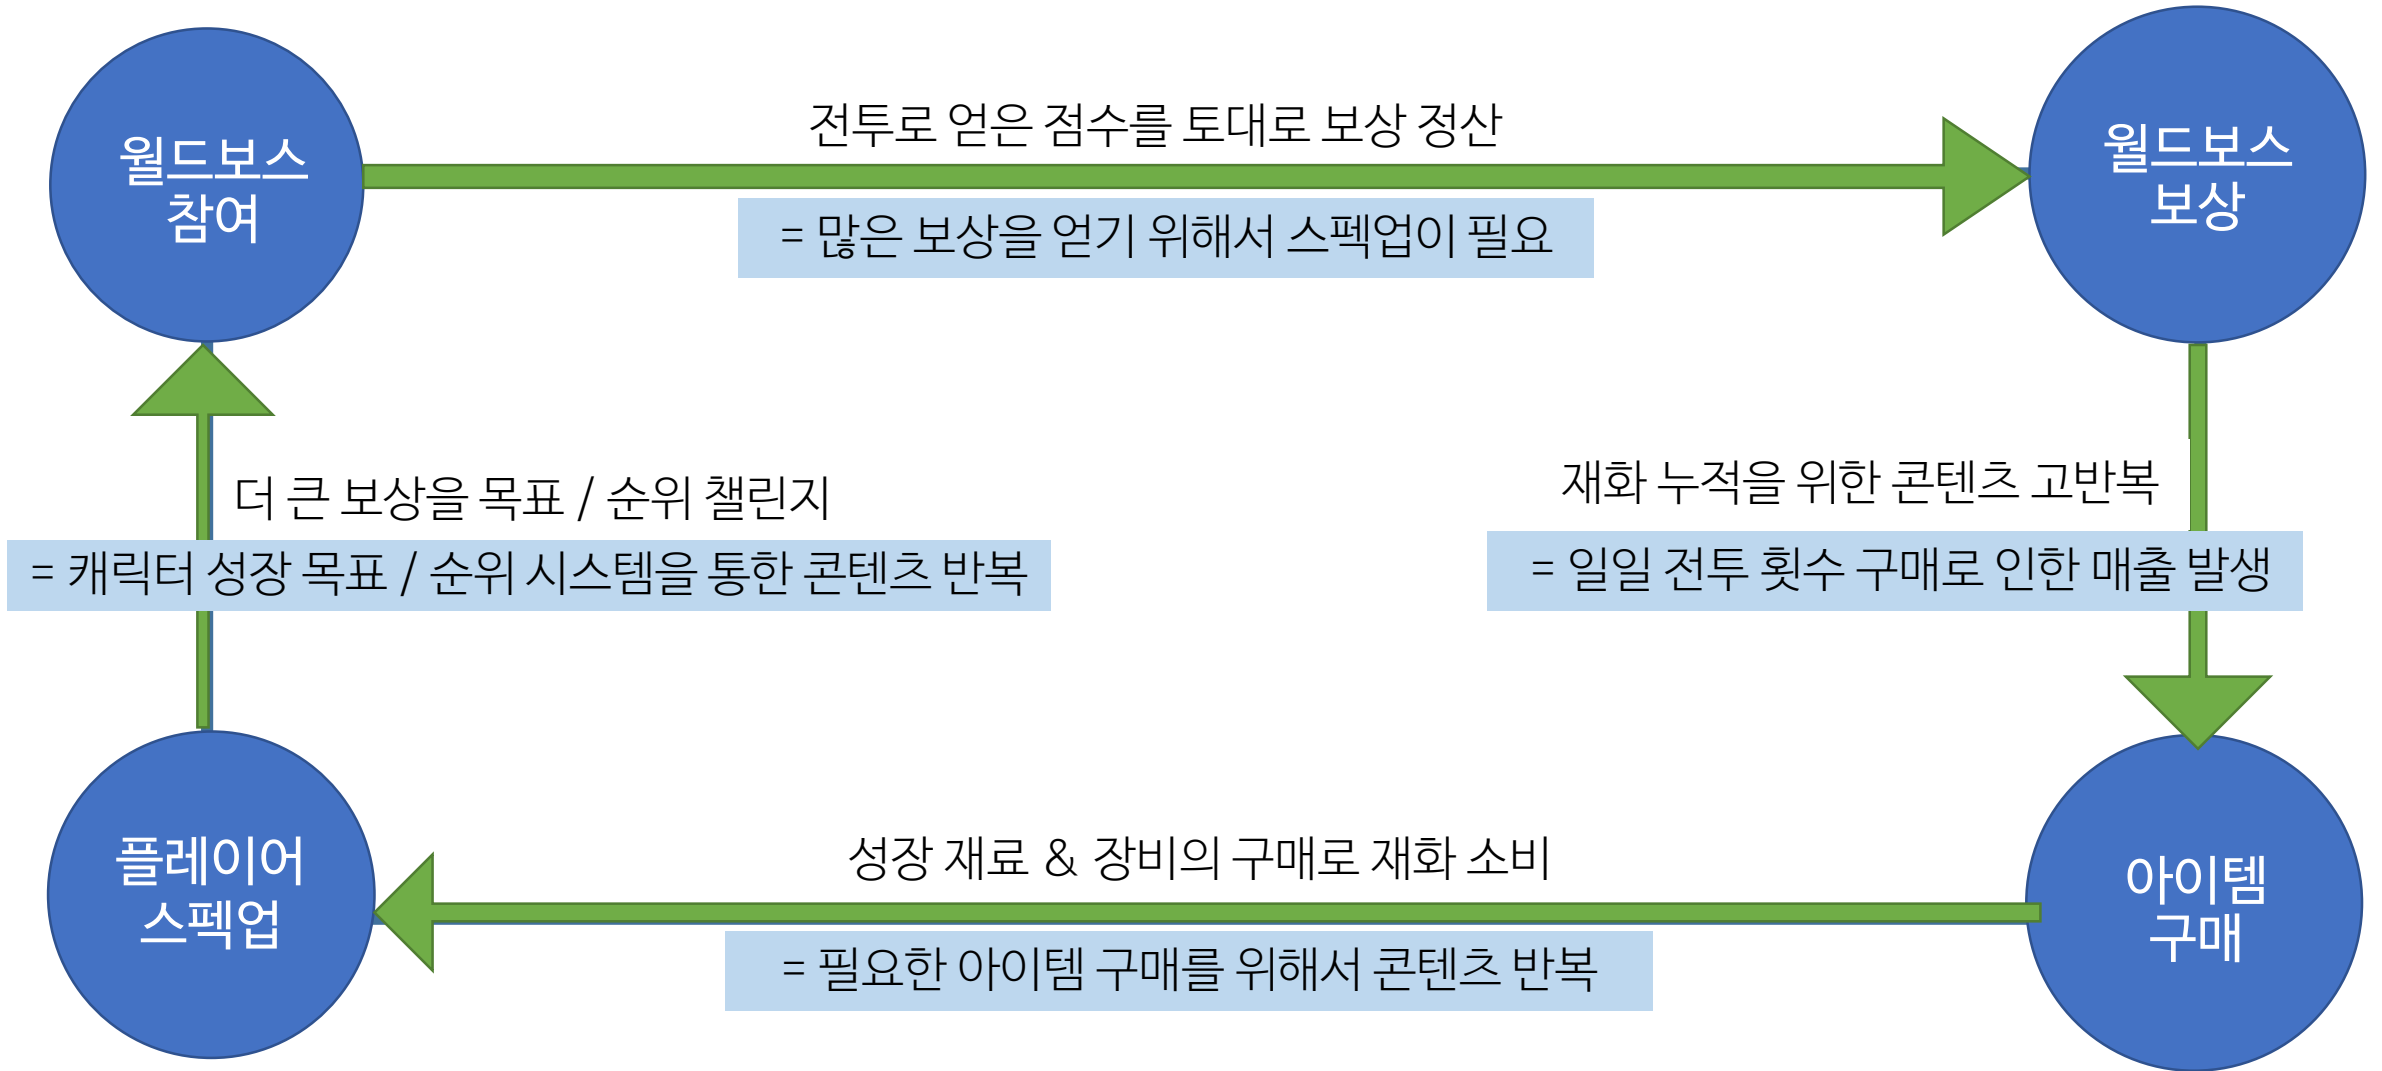 월드보스
참여
전투로 얻은 점수를 토대로 보상 정산
= 많은 보상을 얻기 위해서 스펙업이 필요
월드보스
보상
재화 누적을 위한 콘텐츠 고반복
= 일일 전투 횟수 구매로 인한 매출 발생
아이템
구매
성장 재료 & 장비의 구매로 재화 소비
= 필요한 아이템 구매를 위해서 콘텐츠 반복
플레이어
스펙업
더 큰 보상을 목표 / 순위 챌린지
= 캐릭터 성장 목표 / 순위 시스템을 통한 콘텐츠 반복